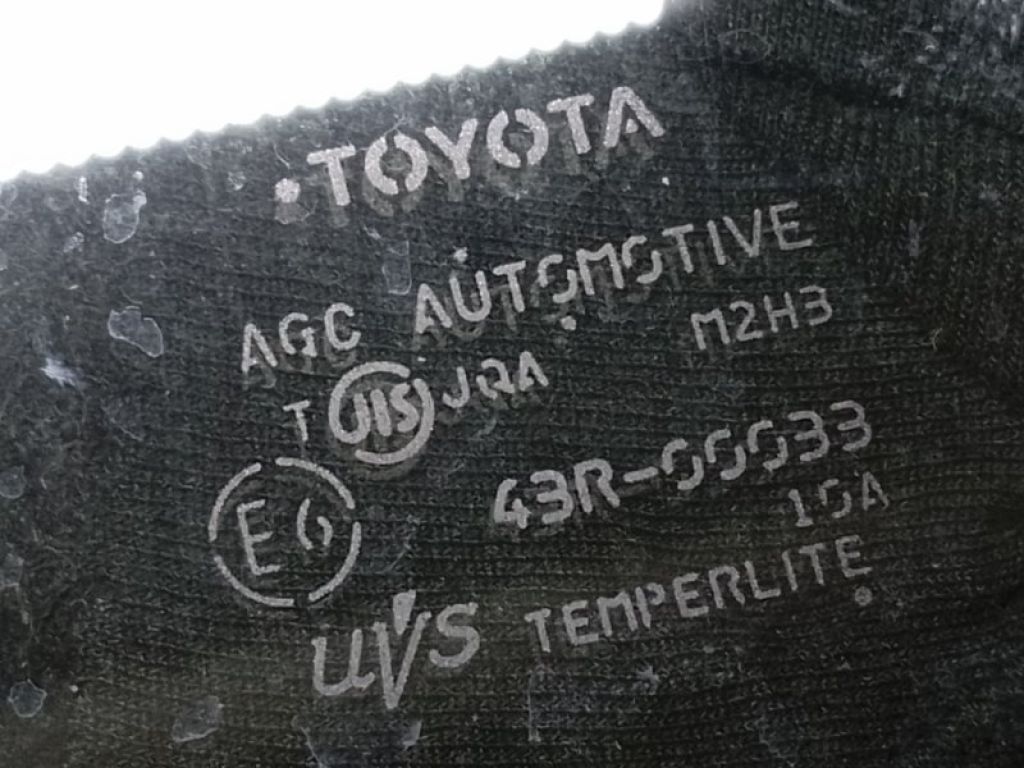 TOYOTA
AGC AUTOMOTIVE
T JIS JQA M2H3
E6 43R-00033
10A
UVS TEMPERLITE